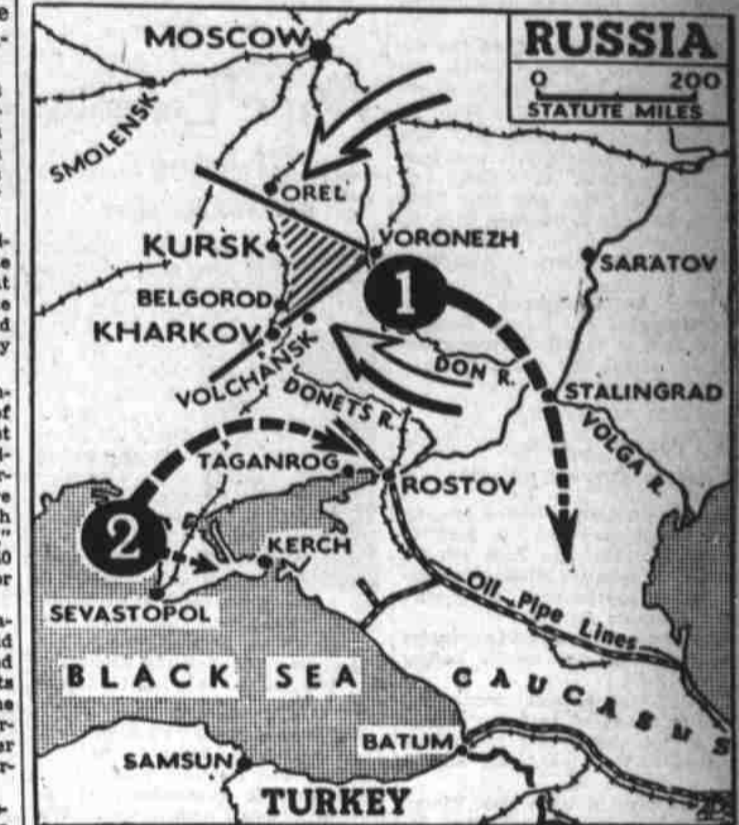 MOSCOW
RUSSIA
0 200
STATUTE MILES
SMOLENSK
OREL
KURSK
VORONEZH
SARATOV
BELGOROD
1
KHARKOV
VOLCHANSK
DON R.
STALINGRAD
DONETS R.
VOLGA R.
TAGANROG
ROSTOV
2
KERCH
Oil Pipe Lines
SEVASTOPOL
BLACK SEA
CAUCASUS
BATUM
SAMSUN
TURKEY